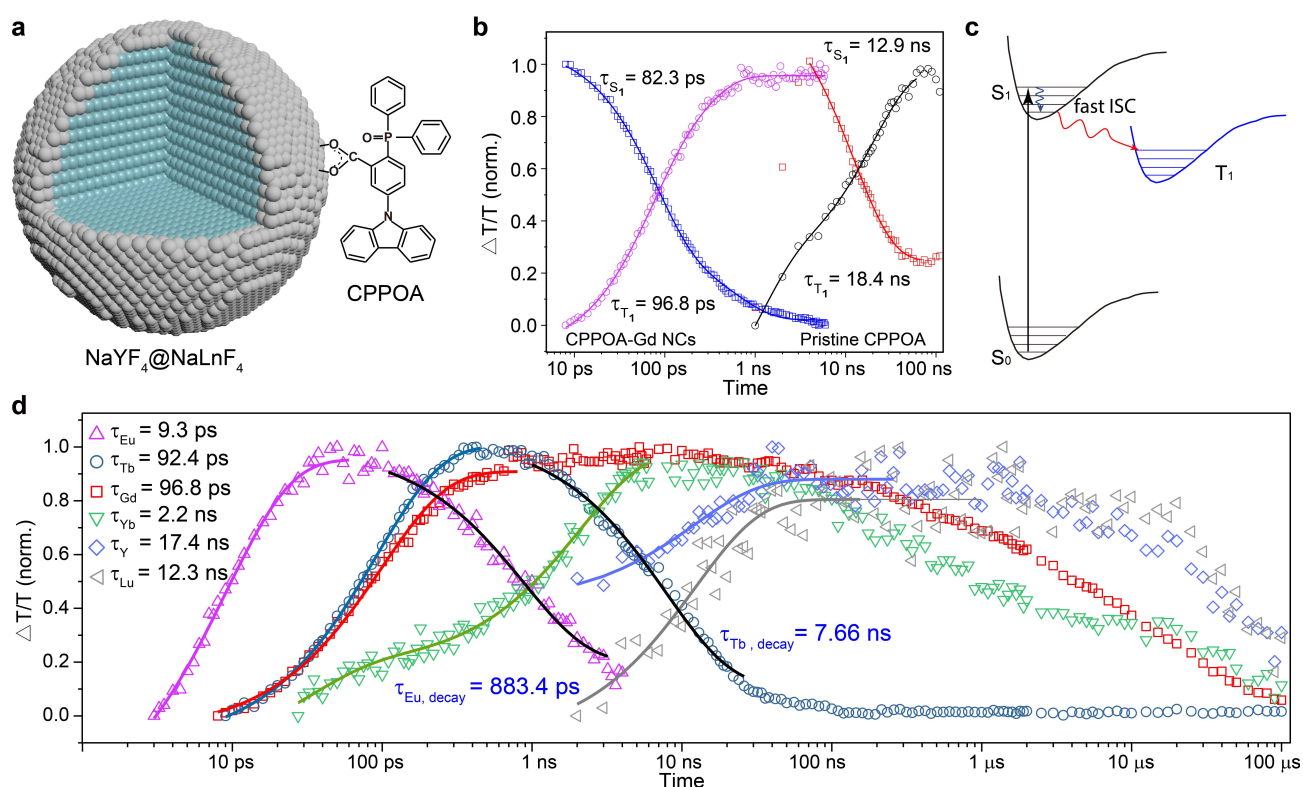 a
O
O
C
O=P
N
CPPOA
NaYF₄@NaLnF₄
b
τS₁ = 82.3 ps
τS₁ = 12.9 ns
τT₁ = 96.8 ps
τT₁ = 18.4 ns
CPPOA-Gd NCs
Pristine CPPOA
△T/T (norm.)
1.0
0.8
0.6
0.4
0.2
0.0
10 ps
100 ps
1 ns
10 ns
100 ns
Time
c
S₁
fast ISC
T₁
S₀
d
τEu = 9.3 ps
τTb = 92.4 ps
τGd = 96.8 ps
τYb = 2.2 ns
τY = 17.4 ns
τLu = 12.3 ns
τEu, decay = 883.4 ps
τTb , decay = 7.66 ns
△T/T (norm.)
1.0
0.8
0.6
0.4
0.2
0.0
10 ps
100 ps
1 ns
10 ns
100 ns
1 μs
10 μs
100 μs
Time